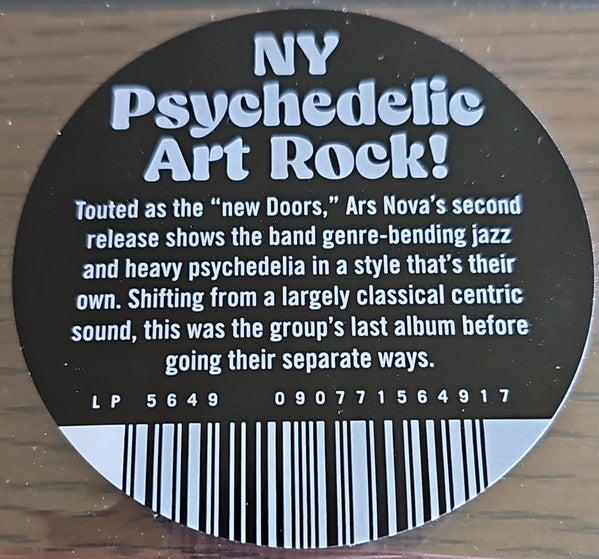 NY
Psychedelic
Art Rock!
Touted as the “new Doors,” Ars Nova’s second
release shows the band genre-bending jazz
and heavy psychedelia in a style that’s their
own. Shifting from a largely classical centric
sound, this was the group’s last album before
going their separate ways.
LP 5649 090771564917